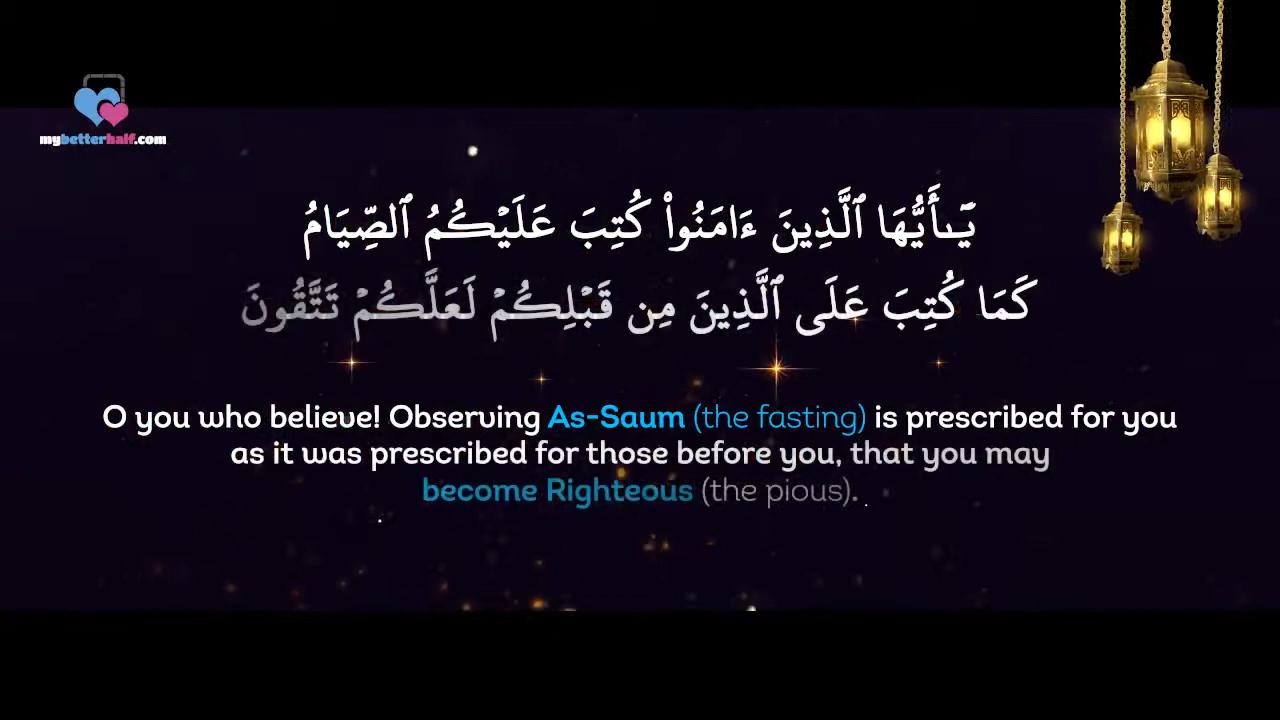 mybetterhalf.com
يَٰٓأَيُّهَا ٱلَّذِينَ ءَامَنُوا۟ كُتِبَ عَلَيْكُمُ ٱلصِّيَامُ
كَمَا كُتِبَ عَلَى ٱلَّذِينَ مِن قَبْلِكُمْ لَعَلَّكُمْ تَتَّقُونَ
O you who believe! Observing As-Saum (the fasting) is prescribed for you
as it was prescribed for those before you, that you may
become Righteous (the pious).